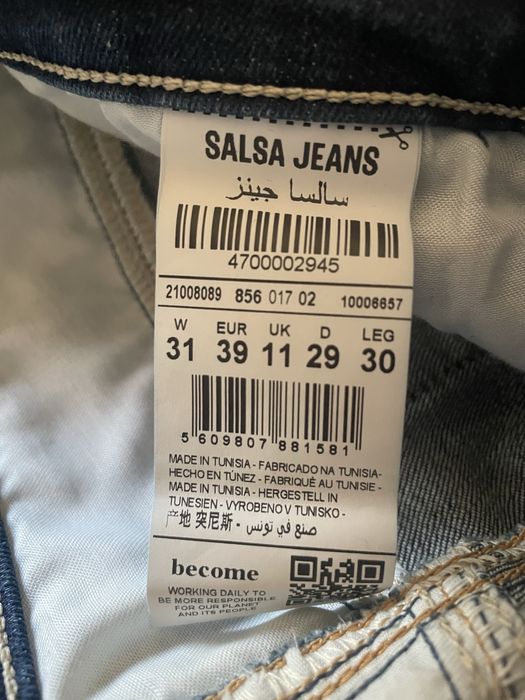 SALSA JEANS
سالسا جينز
4700002945
21008089 856 017 02 10006657
W EUR UK D LEG
31 39 11 29 30
5 609807 881581
MADE IN TUNISIA - FABRICADO NA TUNISIA-
HECHO EN TÚNEZ - FABRIQUÉ AU TUNISIE -
MADE IN TUNISIA - HERGESTELL IN
TUNESIEN - VYROBENO V TUNISKO -
产地 突尼斯 - صنع في تونس
become
WORKING DAILY TO
BE MORE RESPONSIBLE
FOR OUR PLANET
AND ITS PEOPLE